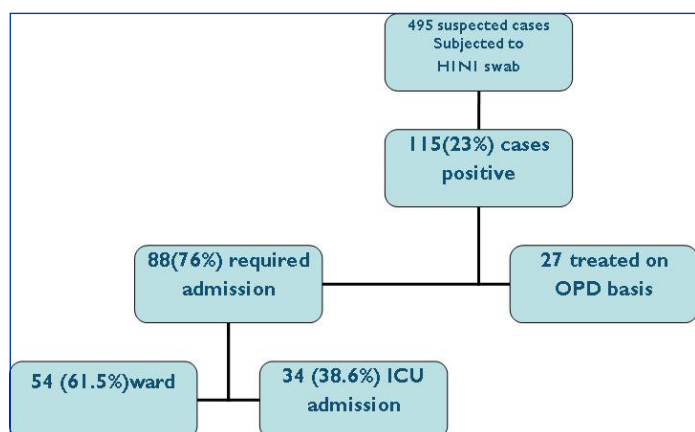 495 suspected cases
Subjected to
HINI swab
115(23%) cases
positive
88(76%) required
admission
27 treated on
OPD basis
54 (61.5%)ward
34 (38.6%) ICU
admission